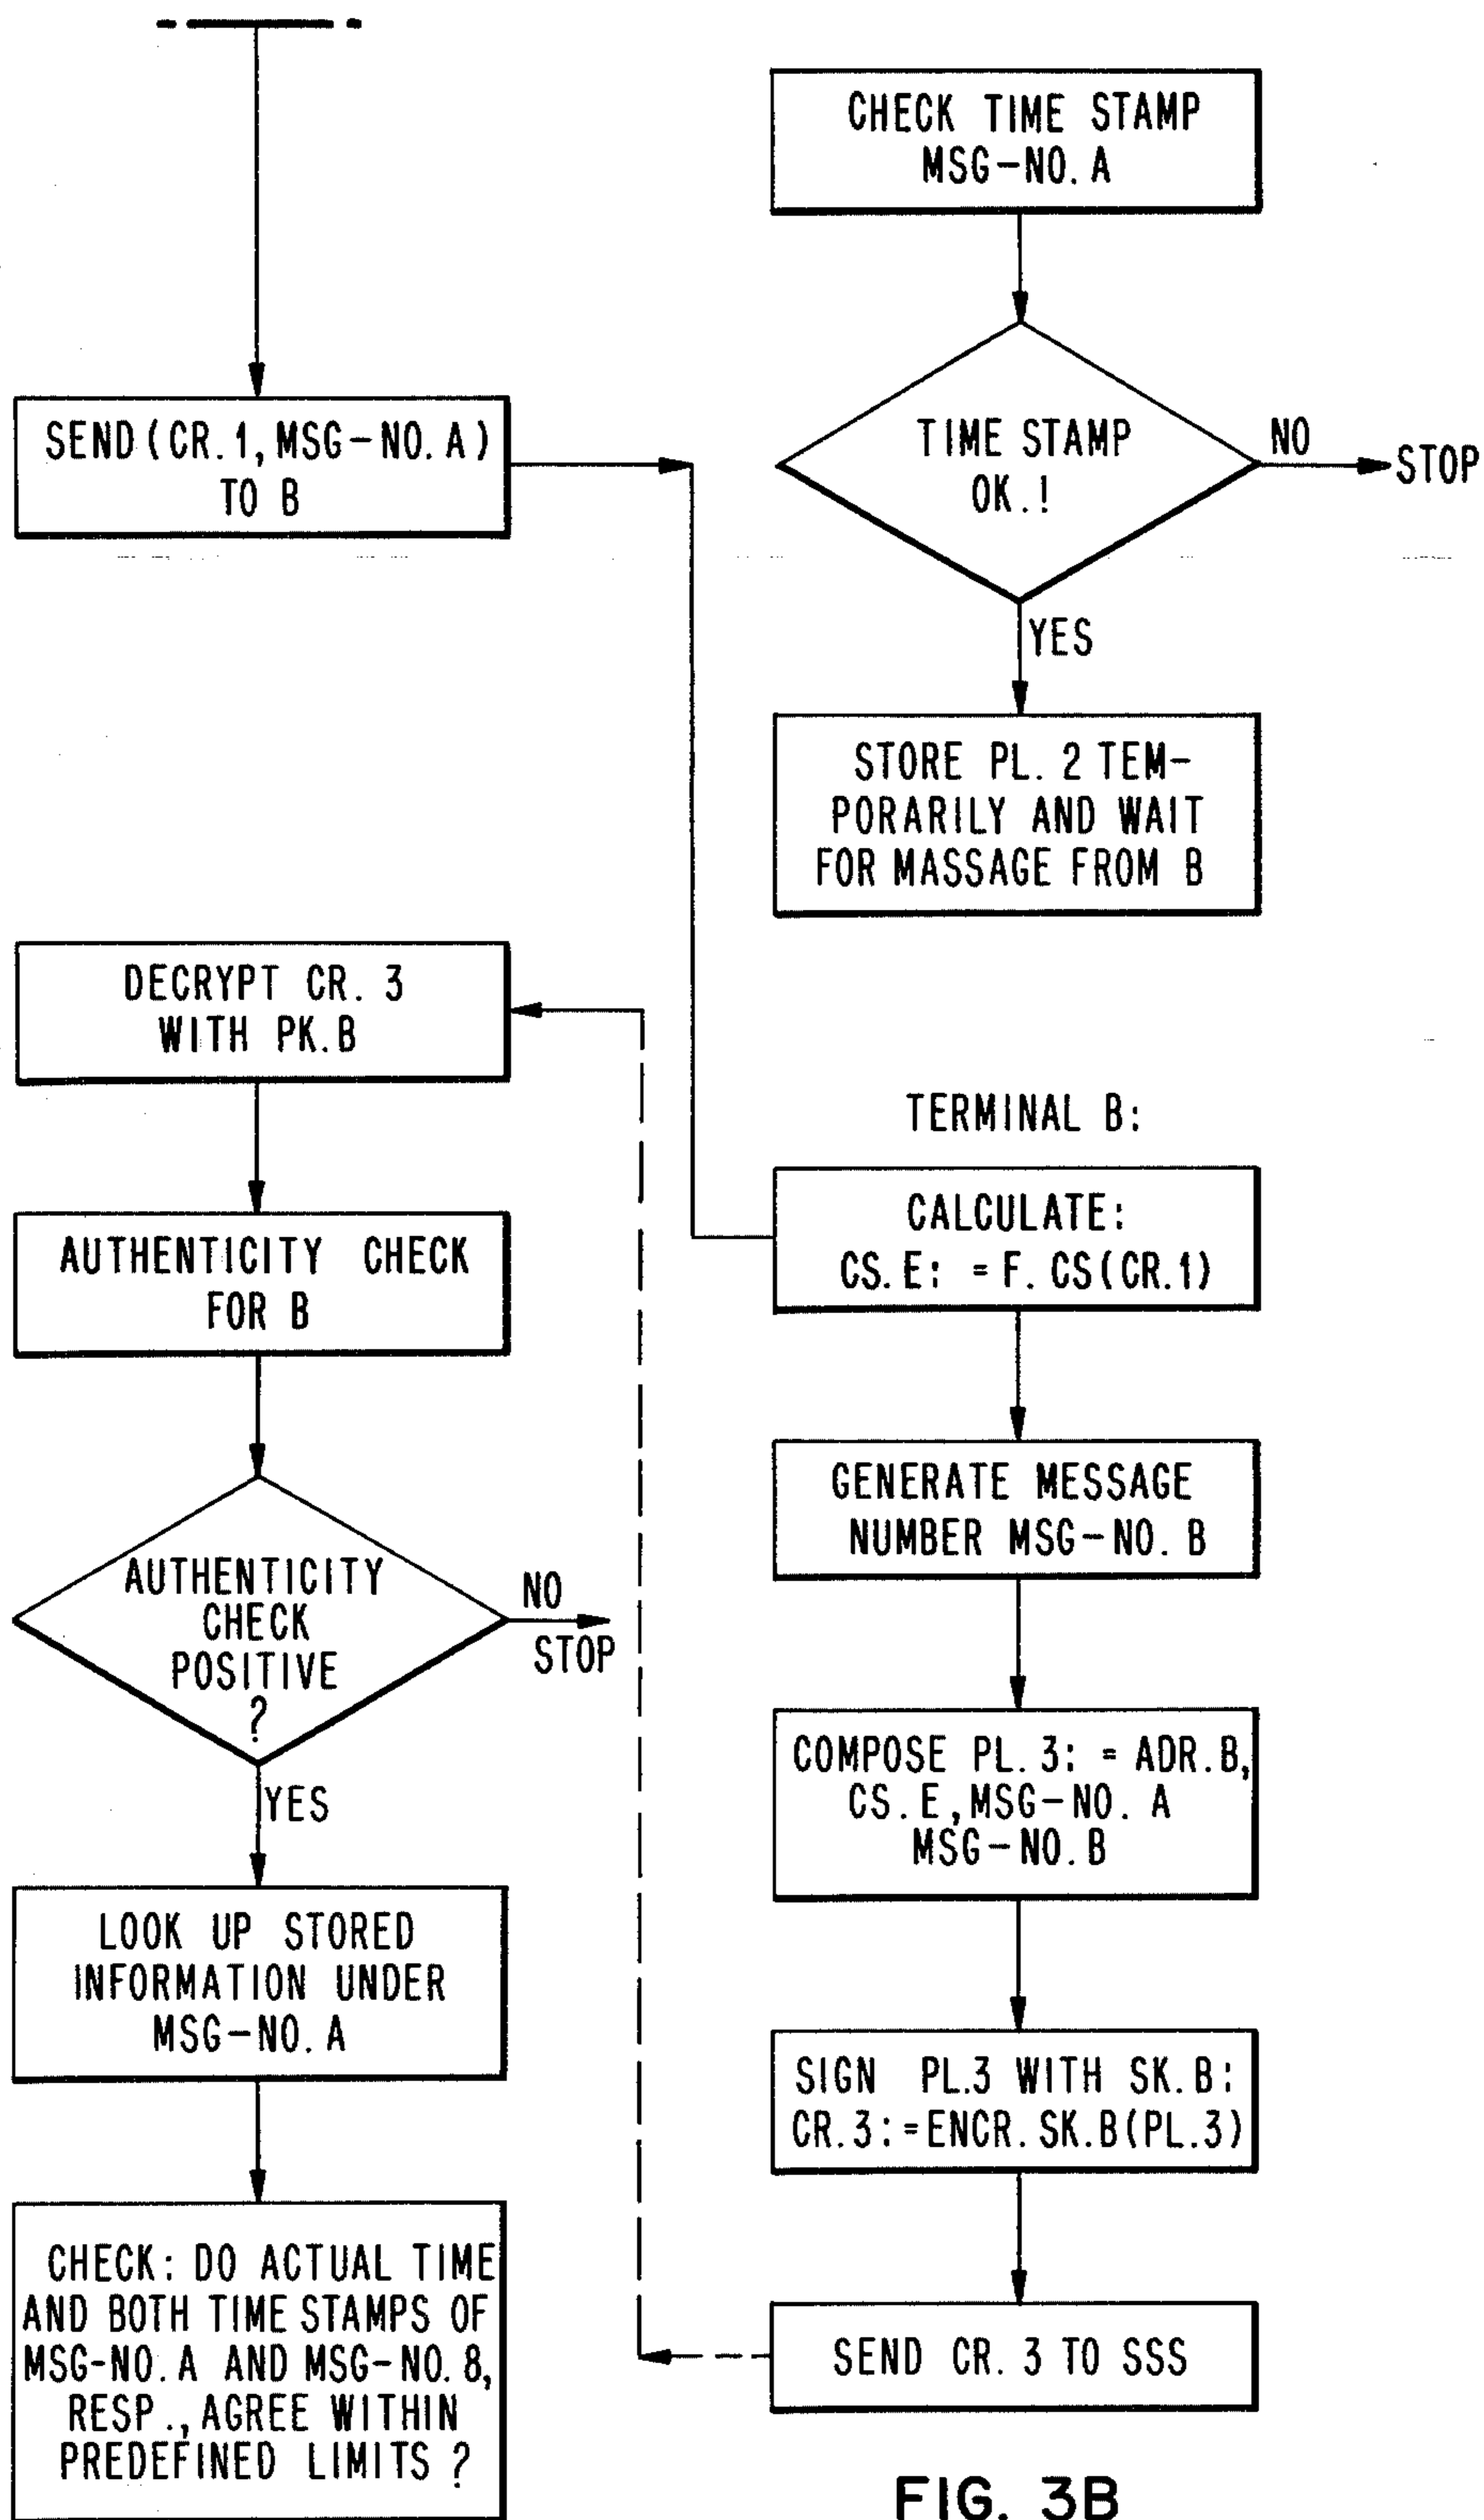 CHECK TIME STAMP
MSG-NO. A
SEND (CR.1, MSG-NO. A)
TO B
TIME STAMP
OK.!
NO
STOP
YES
STORE PL. 2 TEM-
PORARILY AND WAIT
FOR MASSAGE FROM B
DECRYPT CR. 3
WITH PK.B
TERMINAL B:
CALCULATE:
CS.E: = F. CS(CR.1)
AUTHENTICITY CHECK
FOR B
GENERATE MESSAGE
NUMBER MSG-NO. B
AUTHENTICITY
CHECK
POSITIVE
?
NO
STOP
YES
COMPOSE PL. 3: = ADR.B,
CS.E, MSG-NO. A
MSG-NO. B
LOOK UP STORED
INFORMATION UNDER
MSG-NO. A
SIGN PL.3 WITH SK.B:
CR.3:=ENCR. SK.B(PL.3)
CHECK: DO ACTUAL TIME
AND BOTH TIME STAMPS OF
MSG-NO. A AND MSG-NO. 8,
RESP., AGREE WITHIN
PREDEFINED LIMITS ?
SEND CR. 3 TO SSS
FIG. 3B